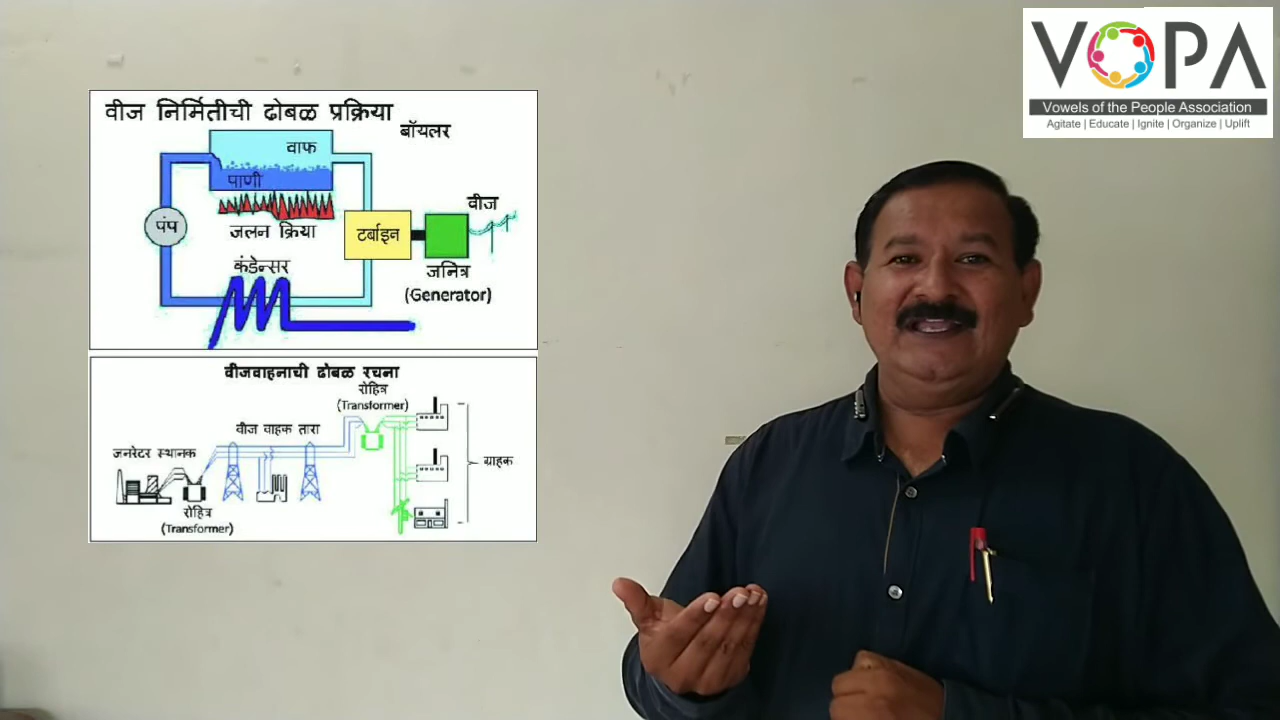 VOPA
Vowels of the People Association
Agitate | Educate | Ignite | Organize | Uplift
वीज निर्मितीची ढोबळ प्रक्रिया
बॉयलर
वाफ
पाणी
पंप
जलन क्रिया
टर्बाइन
वीज
कंडेन्सर
जनित्र
(Generator)
वीजवाहनाची ढोबळ रचना
रोहित्र
(Transformer)
वीज वाहक तारा
जनरेटर स्थानक
ग्राहक
रोहित्र
(Transformer)